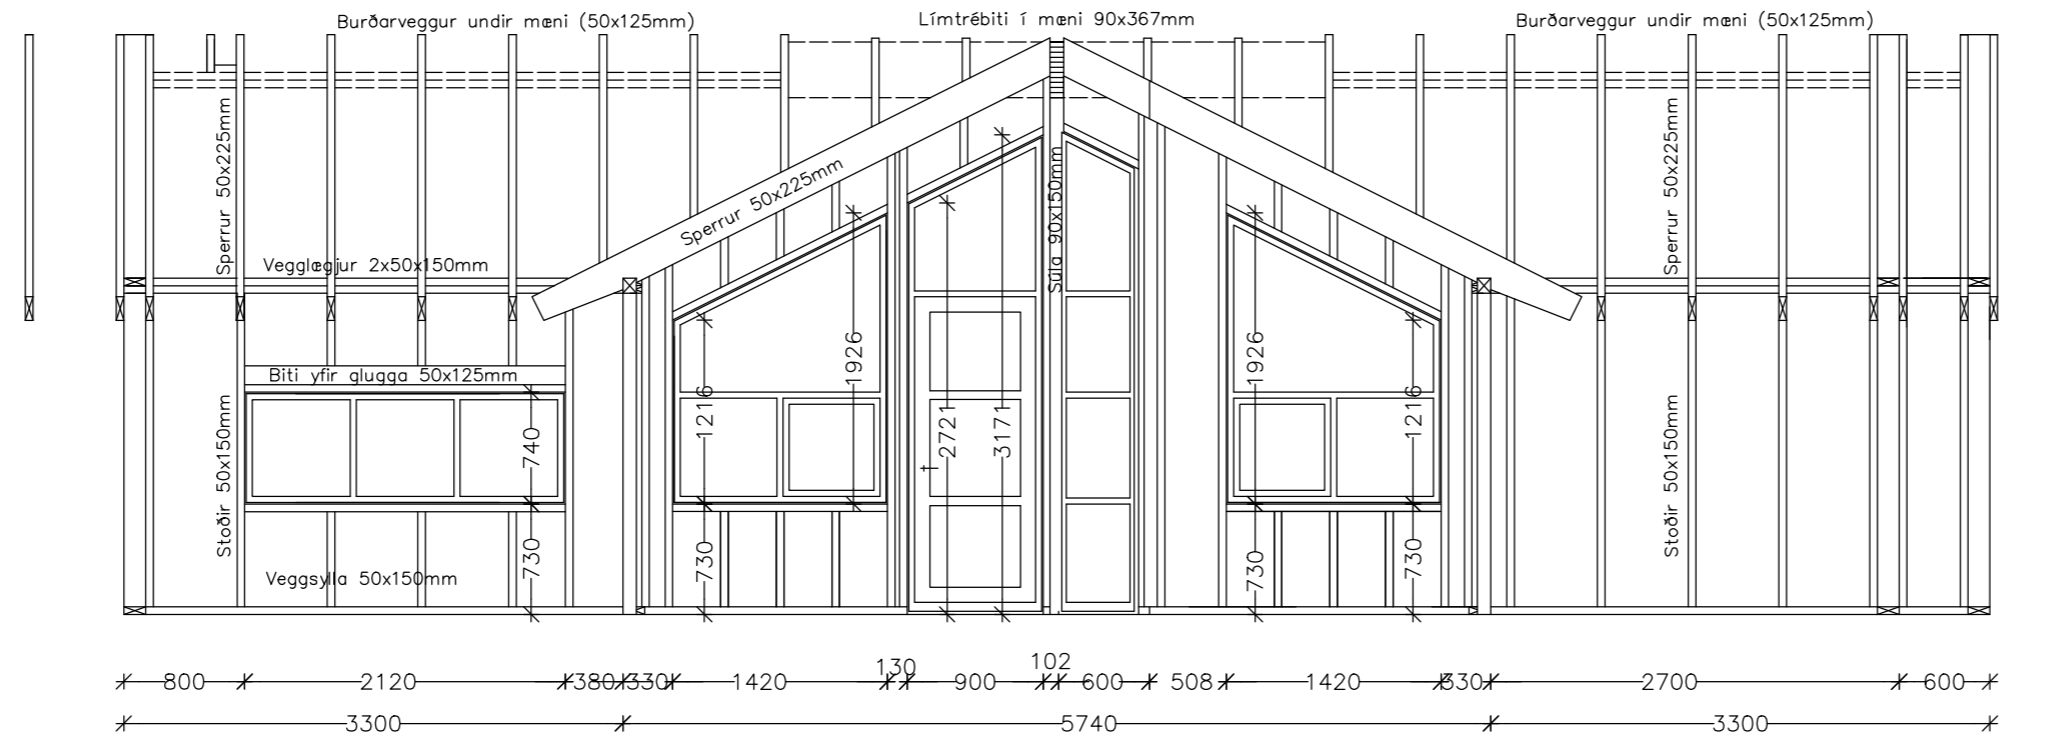 Burðarveggur undir mæni (50x125mm)
Límtrébiti í mæni 90x367mm
Burðarveggur undir mæni (50x125mm)
Sperrur 50x225mm
Sperrur 50x225mm
Sperrur 50x225mm
Súla 90x150mm
Vegglægjur 2x50x150mm
Biti yfir glugga 50x125mm
Stoðir 50x150mm
Stoðir 50x150mm
740
1216
1926
2721
3171
1926
1216
730
730
730
730
Veggsylla 50x150mm
800
2120
380
330
1420
130
900
102
600
508
1420
330
2700
600
3300
5740
3300